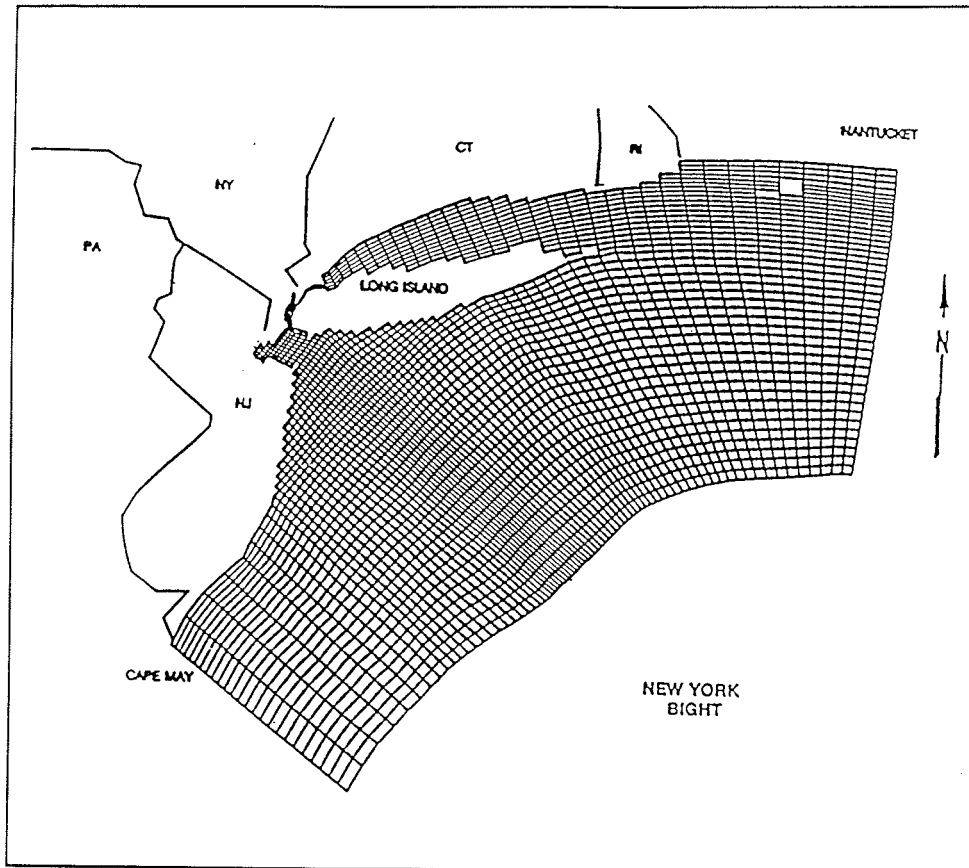 NANTUCKET
CT
RI
NY
PA
LONG ISLAND
N
NJ
CAPE MAY
NEW YORK
BIGHT